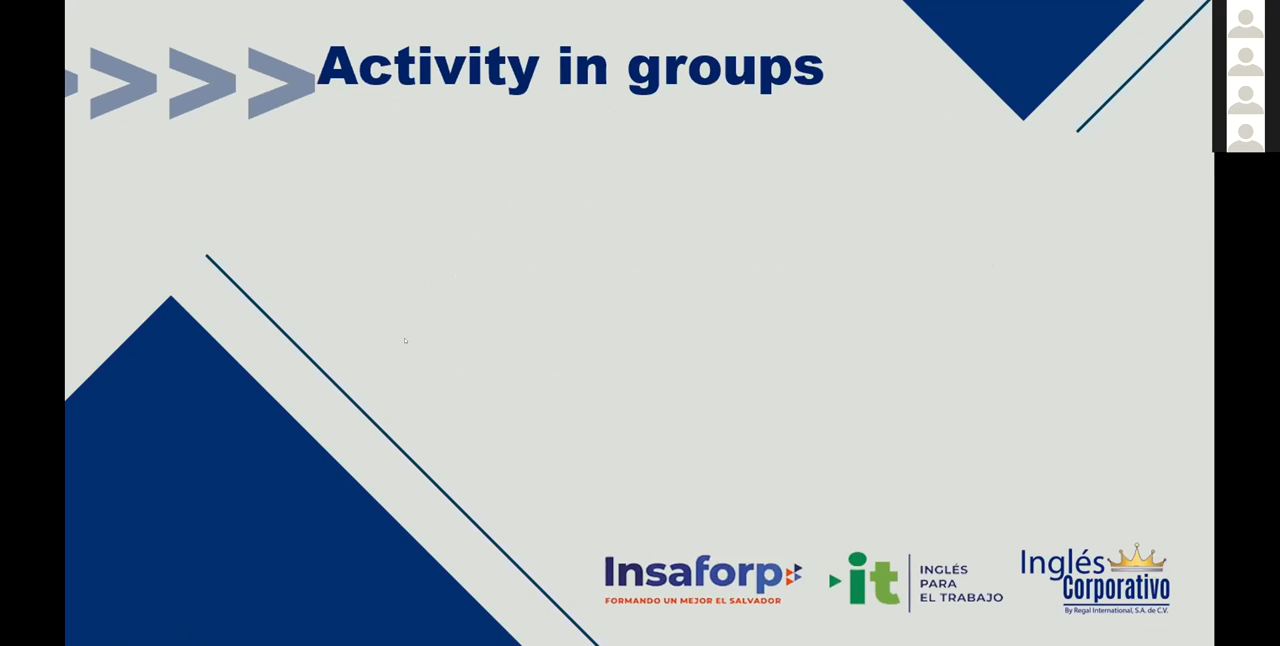 Activity in groups
Insaforp
FORMANDO UN MEJOR EL SALVADOR
it
INGLÉS
PARA
EL TRABAJO
Inglés
Corporativo
By Regal International, S.A. de C.V.